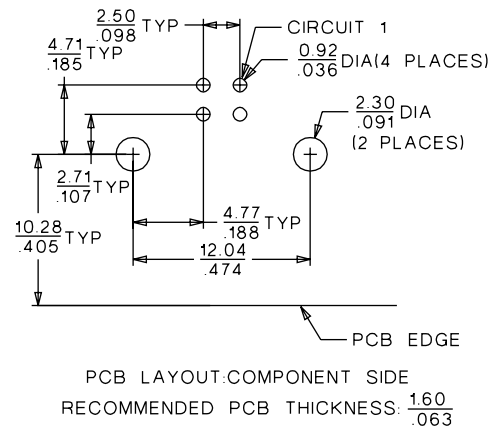 2.50
.098 TYP
CIRCUIT 1
4.71
.185 TYP
0.92
.036 DIA(4 PLACES)
2.30
.091 DIA
(2 PLACES)
2.71
.107 TYP
4.77
.188 TYP
10.28
.405 TYP
12.04
.474
PCB EDGE
PCB LAYOUT:COMPONENT SIDE
RECOMMENDED PCB THICKNESS: 1.60
.063